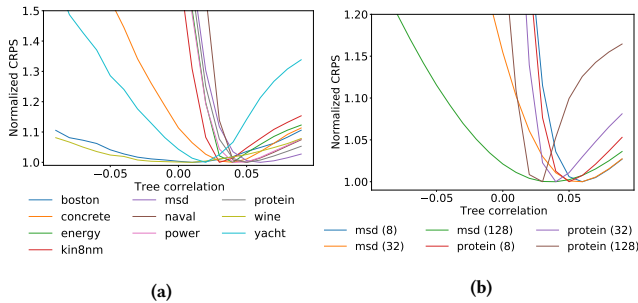 1.5
1.4
1.3
1.2
1.1
1.0
Normalized CRPS
−0.05 0.00 0.05
Tree correlation
boston msd protein
concrete naval wine
energy power yacht
kin8nm
(a)
1.20
1.15
1.10
1.05
1.00
Normalized CRPS
−0.05 0.00 0.05
Tree correlation
msd (8) msd (128) protein (32)
msd (32) protein (8) protein (128)
(b)